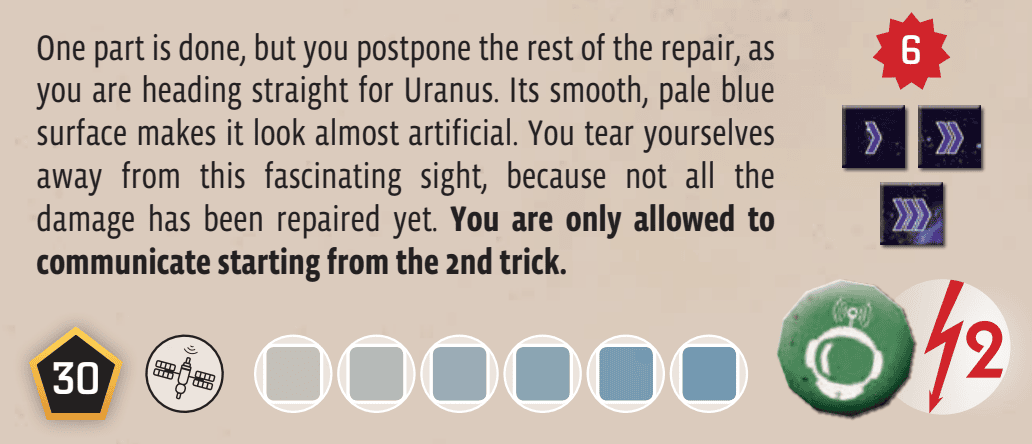 One part is done, but you postpone the rest of the repair, as
you are heading straight for Uranus. Its smooth, pale blue
surface makes it look almost artificial. You tear yourselves
away from this fascinating sight, because not all the
damage has been repaired yet. You are only allowed to
communicate starting from the 2nd trick.
6
30
2